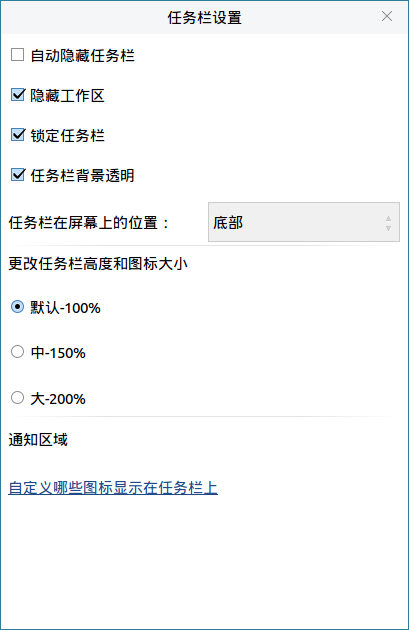 任务栏设置
自动隐藏任务栏
隐藏工作区
锁定任务栏
任务栏背景透明
任务栏在屏幕上的位置：
底部
更改任务栏高度和图标大小
默认-100%
中-150%
大-200%
通知区域
自定义哪些图标显示在任务栏上